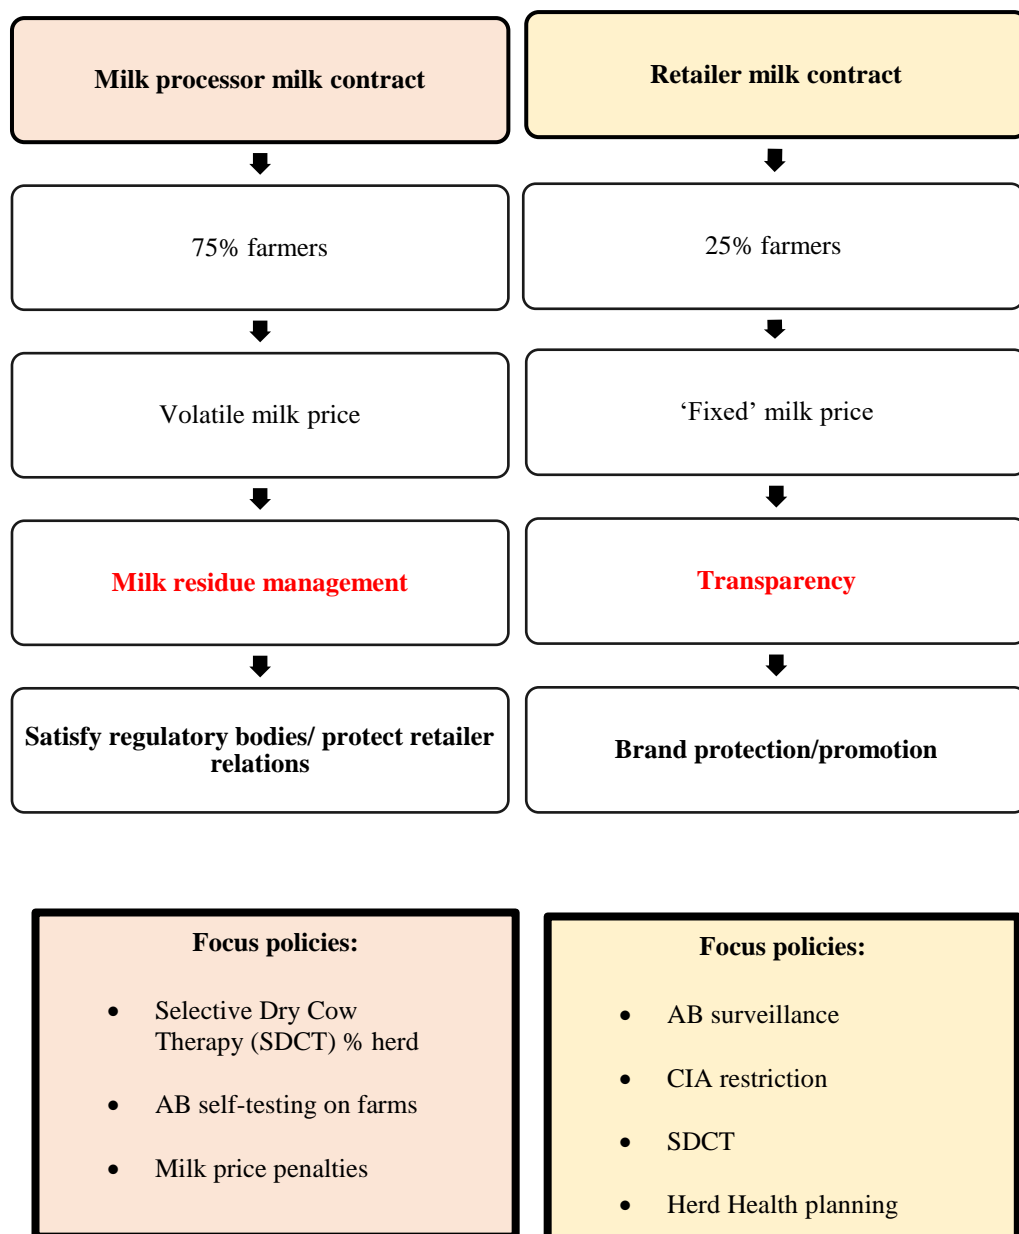 Milk processor milk contract
75% farmers
Volatile milk price
Milk residue management
Satisfy regulatory bodies/ protect retailer
relations
Retailer milk contract
25% farmers
‘Fixed’ milk price
Transparency
Brand protection/promotion
Focus policies:
• Selective Dry Cow
Therapy (SDCT) % herd
• AB self-testing on farms
• Milk price penalties
Focus policies:
• AB surveillance
• CIA restriction
• SDCT
• Herd Health planning